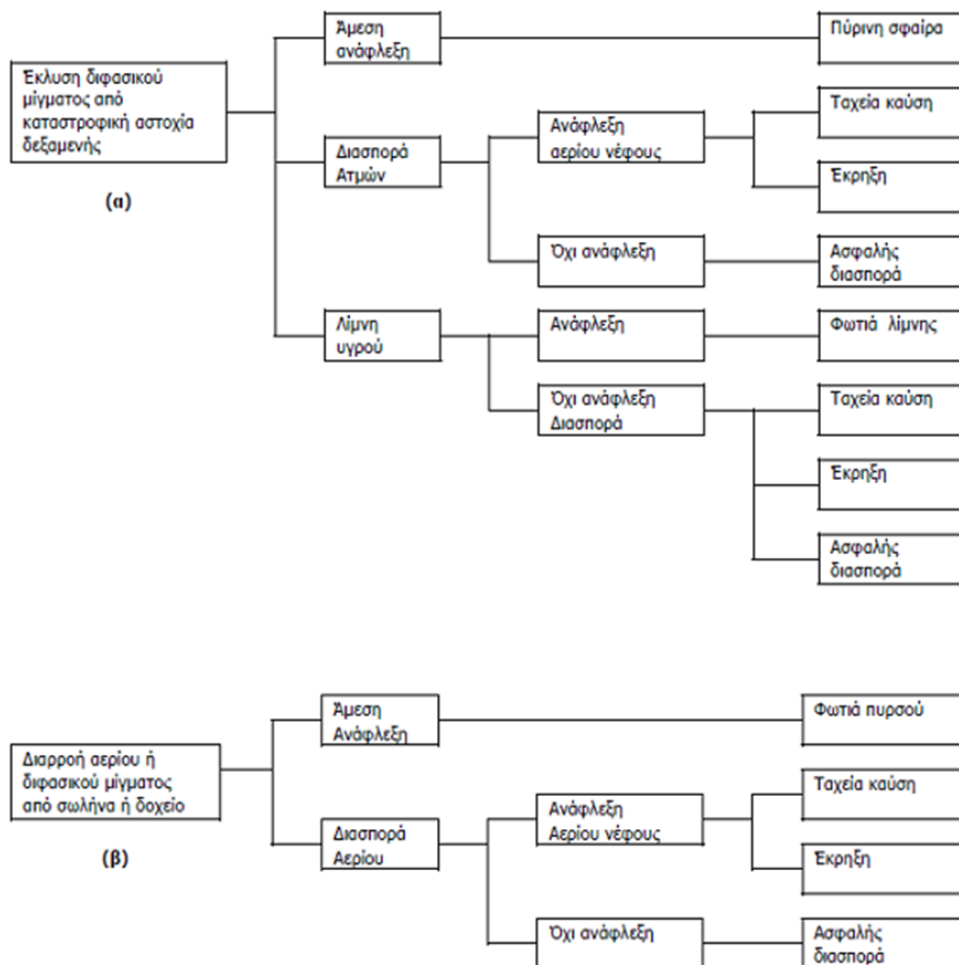 Έκλυση διφασικού
μίγματος από
καταστροφική αστοχία
δεξαμενής
(α)
Άμεση
ανάφλεξη
Πύρινη σφαίρα
Διασπορά
Ατμών
Ανάφλεξη
αερίου νέφους
Ταχεία καύση
Έκρηξη
Όχι ανάφλεξη
Ασφαλής
διασπορά
Λίμνη
υγρού
Ανάφλεξη
Φωτιά λίμνης
Όχι ανάφλεξη
Διασπορά
Ταχεία καύση
Έκρηξη
Ασφαλής
διασπορά
Διαρροή αερίου ή
διφασικού μίγματος
από σωλήνα ή δοχείο
(β)
Άμεση
Ανάφλεξη
Φωτιά πυρσού
Διασπορά
Αερίου
Ανάφλεξη
Αερίου νέφους
Ταχεία καύση
Έκρηξη
Όχι ανάφλεξη
Ασφαλής
διασπορά